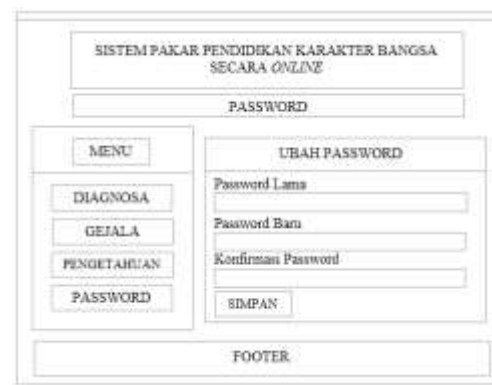 SISTEM PAKAR PENDIDIKAN KARAKTER BANGSA
SECARA ONLINE
PASSWORD
MENU
DIAGNOSA
GEJALA
PENGETAHUAN
PASSWORD
UBAH PASSWORD
Password Lama
Password Baru
Konfirmasi Password
SIMPAN
FOOTER